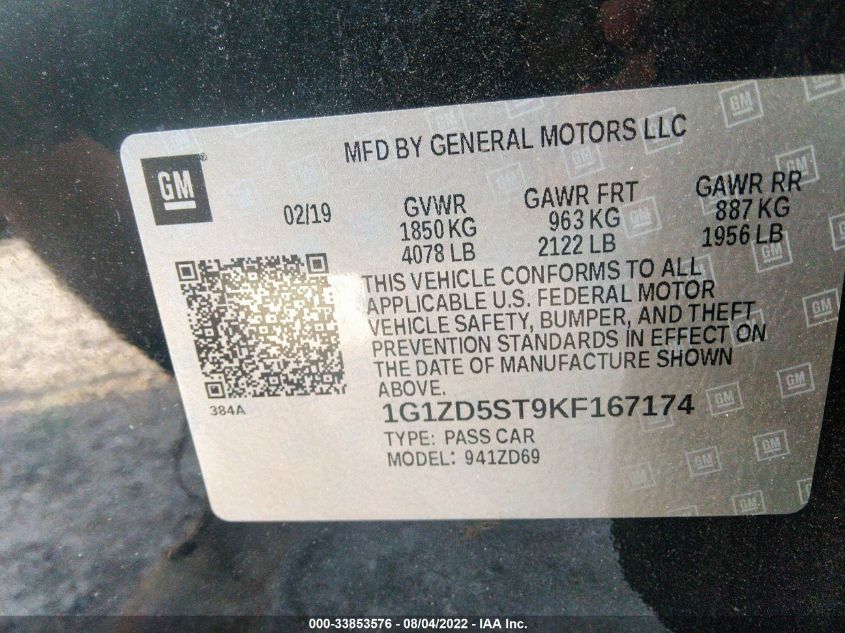 MFD BY GENERAL MOTORS LLC
GM
02/19
GVWR
1850 KG
4078 LB
GAWR FRT
963 KG
2122 LB
GAWR RR
887 KG
1956 LB
THIS VEHICLE CONFORMS TO ALL
APPLICABLE U.S. FEDERAL MOTOR
VEHICLE SAFETY, BUMPER, AND THEFT
PREVENTION STANDARDS IN EFFECT ON
THE DATE OF MANUFACTURE SHOWN
ABOVE.
384A
1G1ZD5ST9KF167174
TYPE: PASS CAR
MODEL: 941ZD69
000-33853576 - 08/04/2022 - IAA Inc.